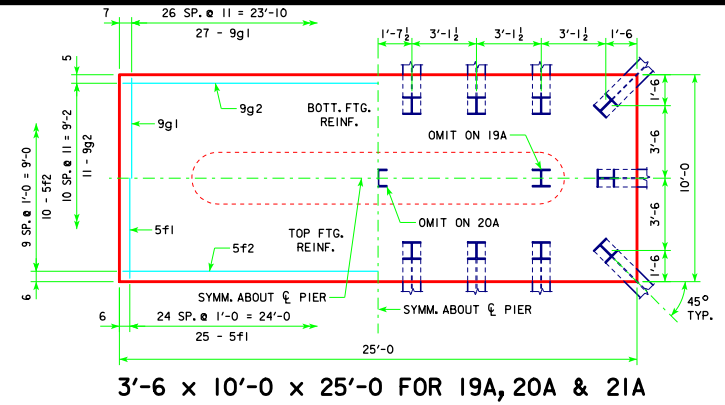 7
26 SP. @ 11 = 23'-10
27 - 9g1
1'-7½
3'-1½
3'-1½
3'-1½
1'-6
5
10 SP. @ 11 = 9'-2
11 - 9g2
9 SP. @ 1'-0 = 9'-0
10 - 5f2
6
9g2
9g1
BOTT. FTG.
REINF.
OMIT ON 19A
OMIT ON 20A
5f1
5f2
TOP FTG.
REINF.
SYMM. ABOUT ℄ PIER
SYMM. ABOUT ℄ PIER
1'-6
3'-6
3'-6
1'-6
10'-0
45°
TYP.
6
24 SP. @ 1'-0 = 24'-0
25 - 5f1
25'-0
3'-6 x 10'-0 x 25'-0 FOR 19A, 20A & 21A